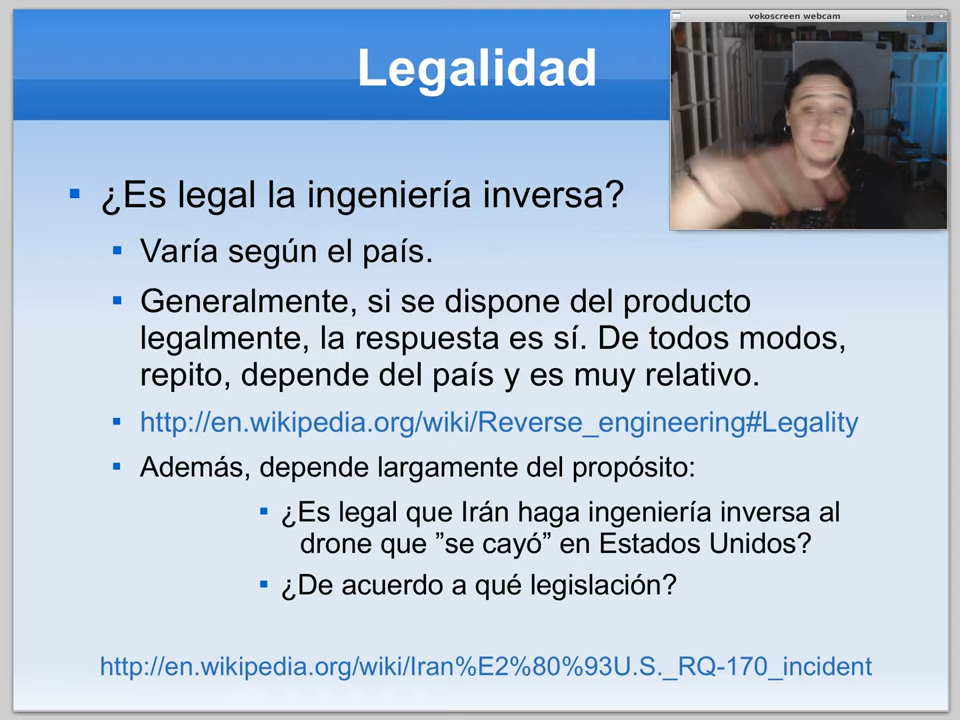 vokoscreen webcam
Legalidad
¿Es legal la ingeniería inversa?
Varía según el país.
Generalmente, si se dispone del producto
legalmente, la respuesta es sí. De todos modos,
repito, depende del país y es muy relativo.
http://en.wikipedia.org/wiki/Reverse_engineering#Legality
Además, depende largamente del propósito:
¿Es legal que Irán haga ingeniería inversa al
drone que ”se cayó” en Estados Unidos?
¿De acuerdo a qué legislación?
http://en.wikipedia.org/wiki/Iran%E2%80%93U.S._RQ-170_incident